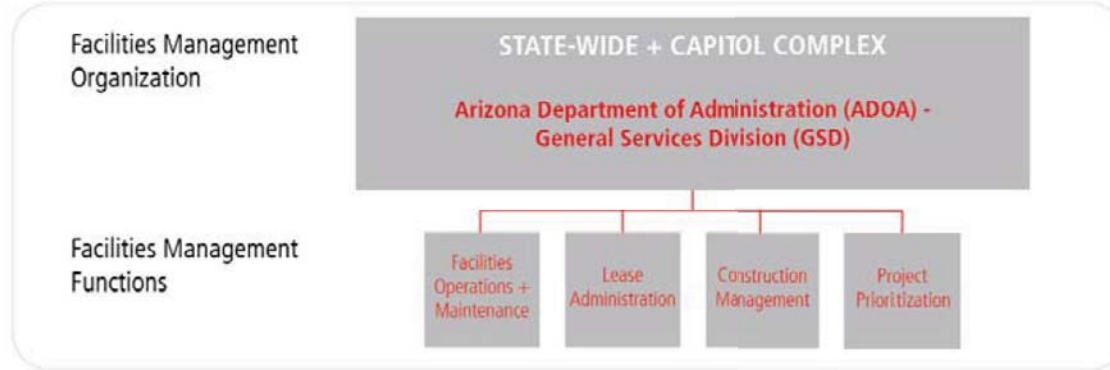 Facilities Management
Organization
STATE-WIDE + CAPITOL COMPLEX
Arizona Department of Administration (ADOA) -
General Services Division (GSD)
Facilities Management
Functions
Facilities
Operations +
Maintenance
Lease
Administration
Construction
Management
Project
Prioritization